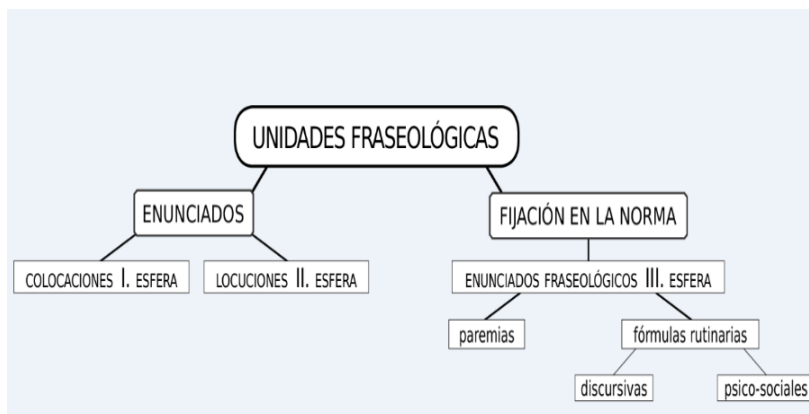 UNIDADES FRASEOLÓGICAS
ENUNCIADOS
FIJACIÓN EN LA NORMA
COLOCACIONES I. ESFERA
LOCUCIONES II. ESFERA
ENUNCIADOS FRASEOLÓGICOS III. ESFERA
paremias
fórmulas rutinarias
discursivas
psico-sociales